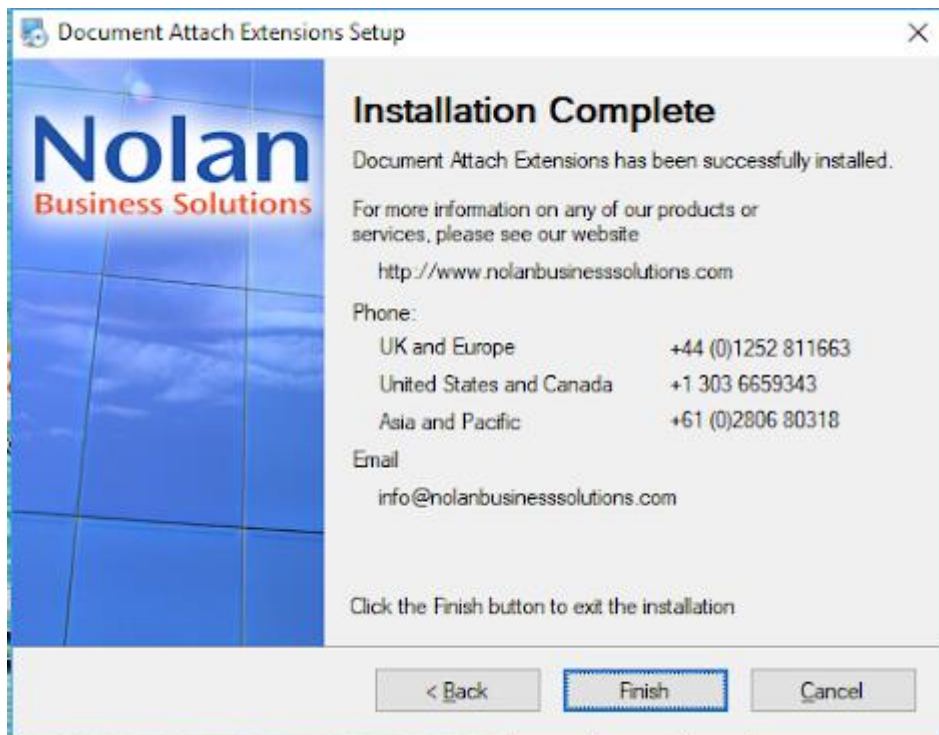 Document Attach Extensions Setup
Nolan
Business Solutions
Installation Complete
Document Attach Extensions has been successfully installed.
For more information on any of our products or
services, please see our website
http://www.nolanbusinesssolutions.com
Phone:
UK and Europe +44 (0)1252 811663
United States and Canada +1 303 6659343
Asia and Pacific +61 (0)2806 80318
Email
info@nolanbusinesssolutions.com
Click the Finish button to exit the installation
< Back Finish Cancel